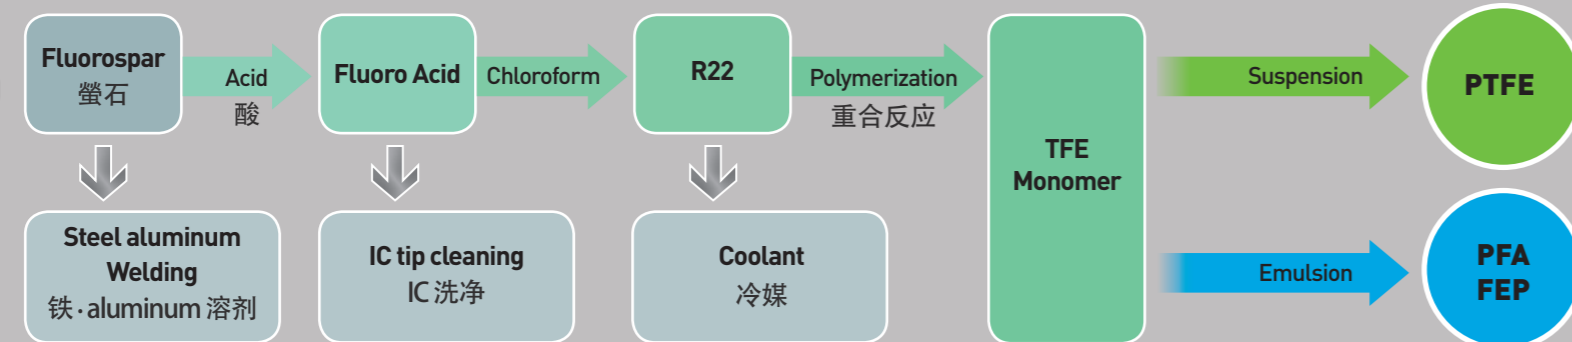 Fluorospar
螢石
Acid
酸
Fluoro Acid
Chloroform
R22
Polymerization
重合反应
TFE
Monomer
Suspension
PTFE
Emulsion
PFA
FEP
Steel aluminum
Welding
铁·aluminum 溶剂
IC tip cleaning
IC 洗净
Coolant
冷媒